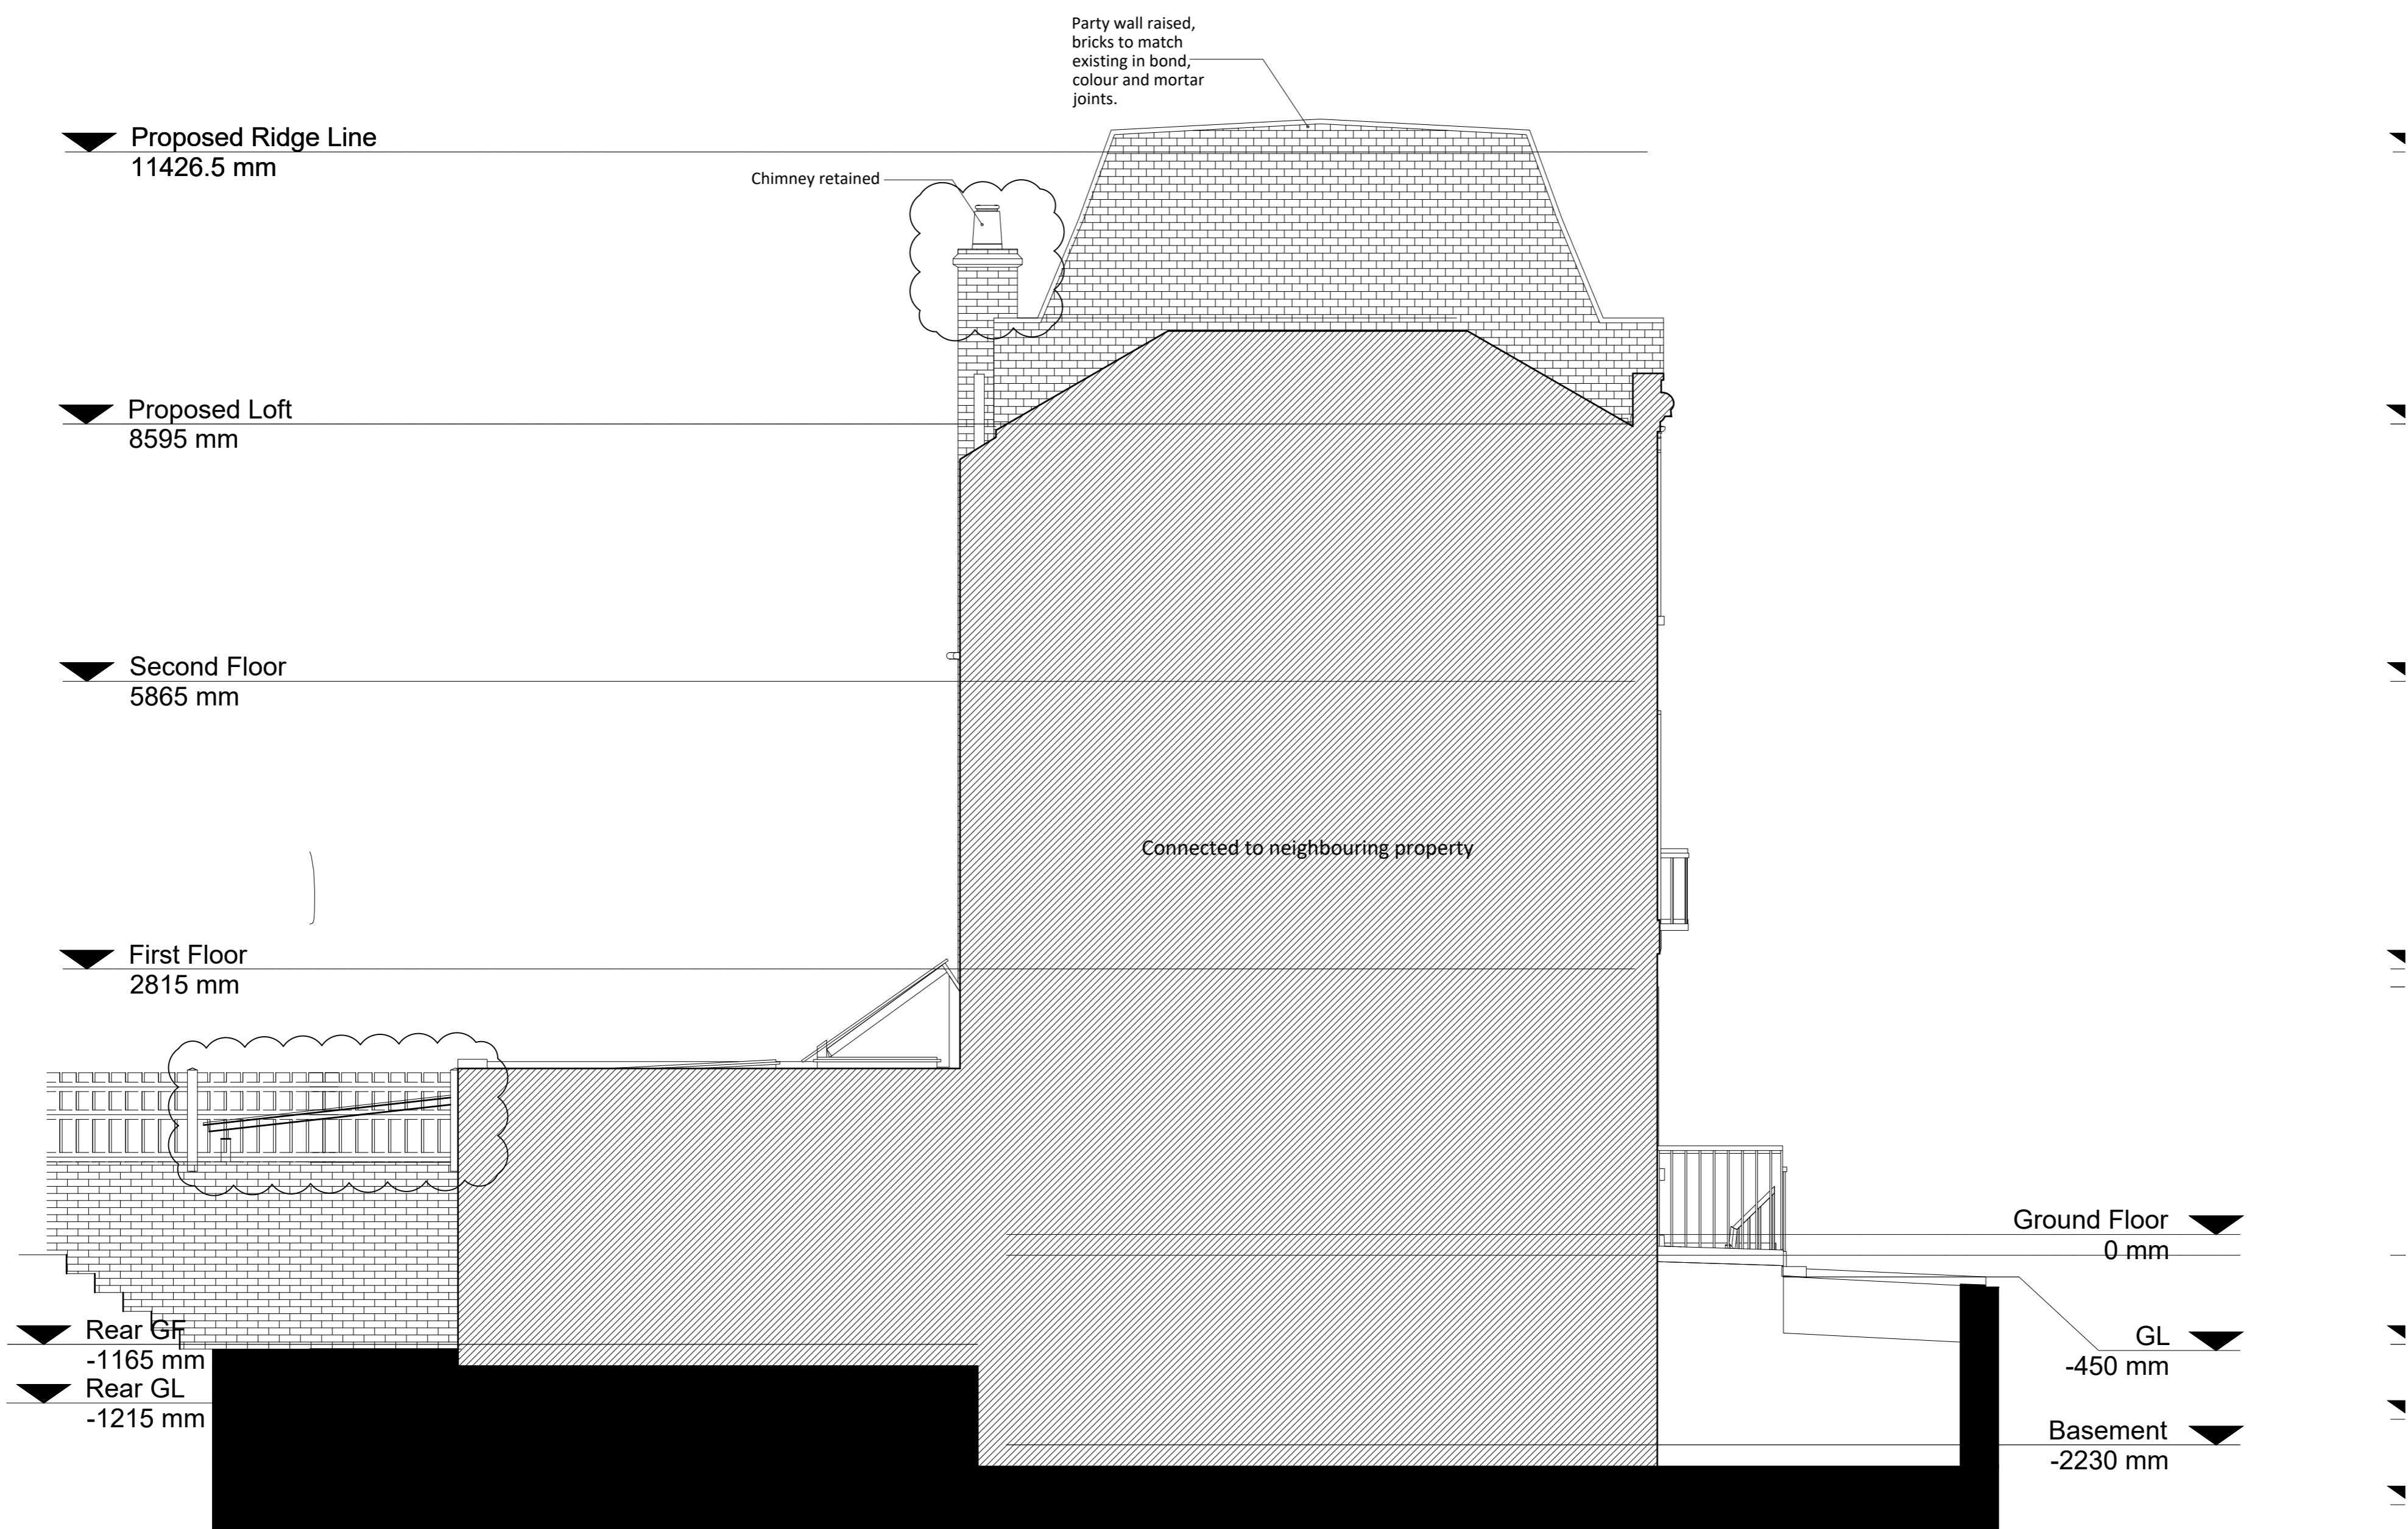 Party wall raised,
bricks to match
existing in bond,
colour and mortar
joints.
Proposed Ridge Line
11426.5 mm
Chimney retained
Proposed Loft
8595 mm
Second Floor
5865 mm
Connected to neighbouring property
First Floor
2815 mm
Ground Floor
0 mm
Rear GF
-1165 mm
GL
-450 mm
Rear GL
-1215 mm
Basement
-2230 mm